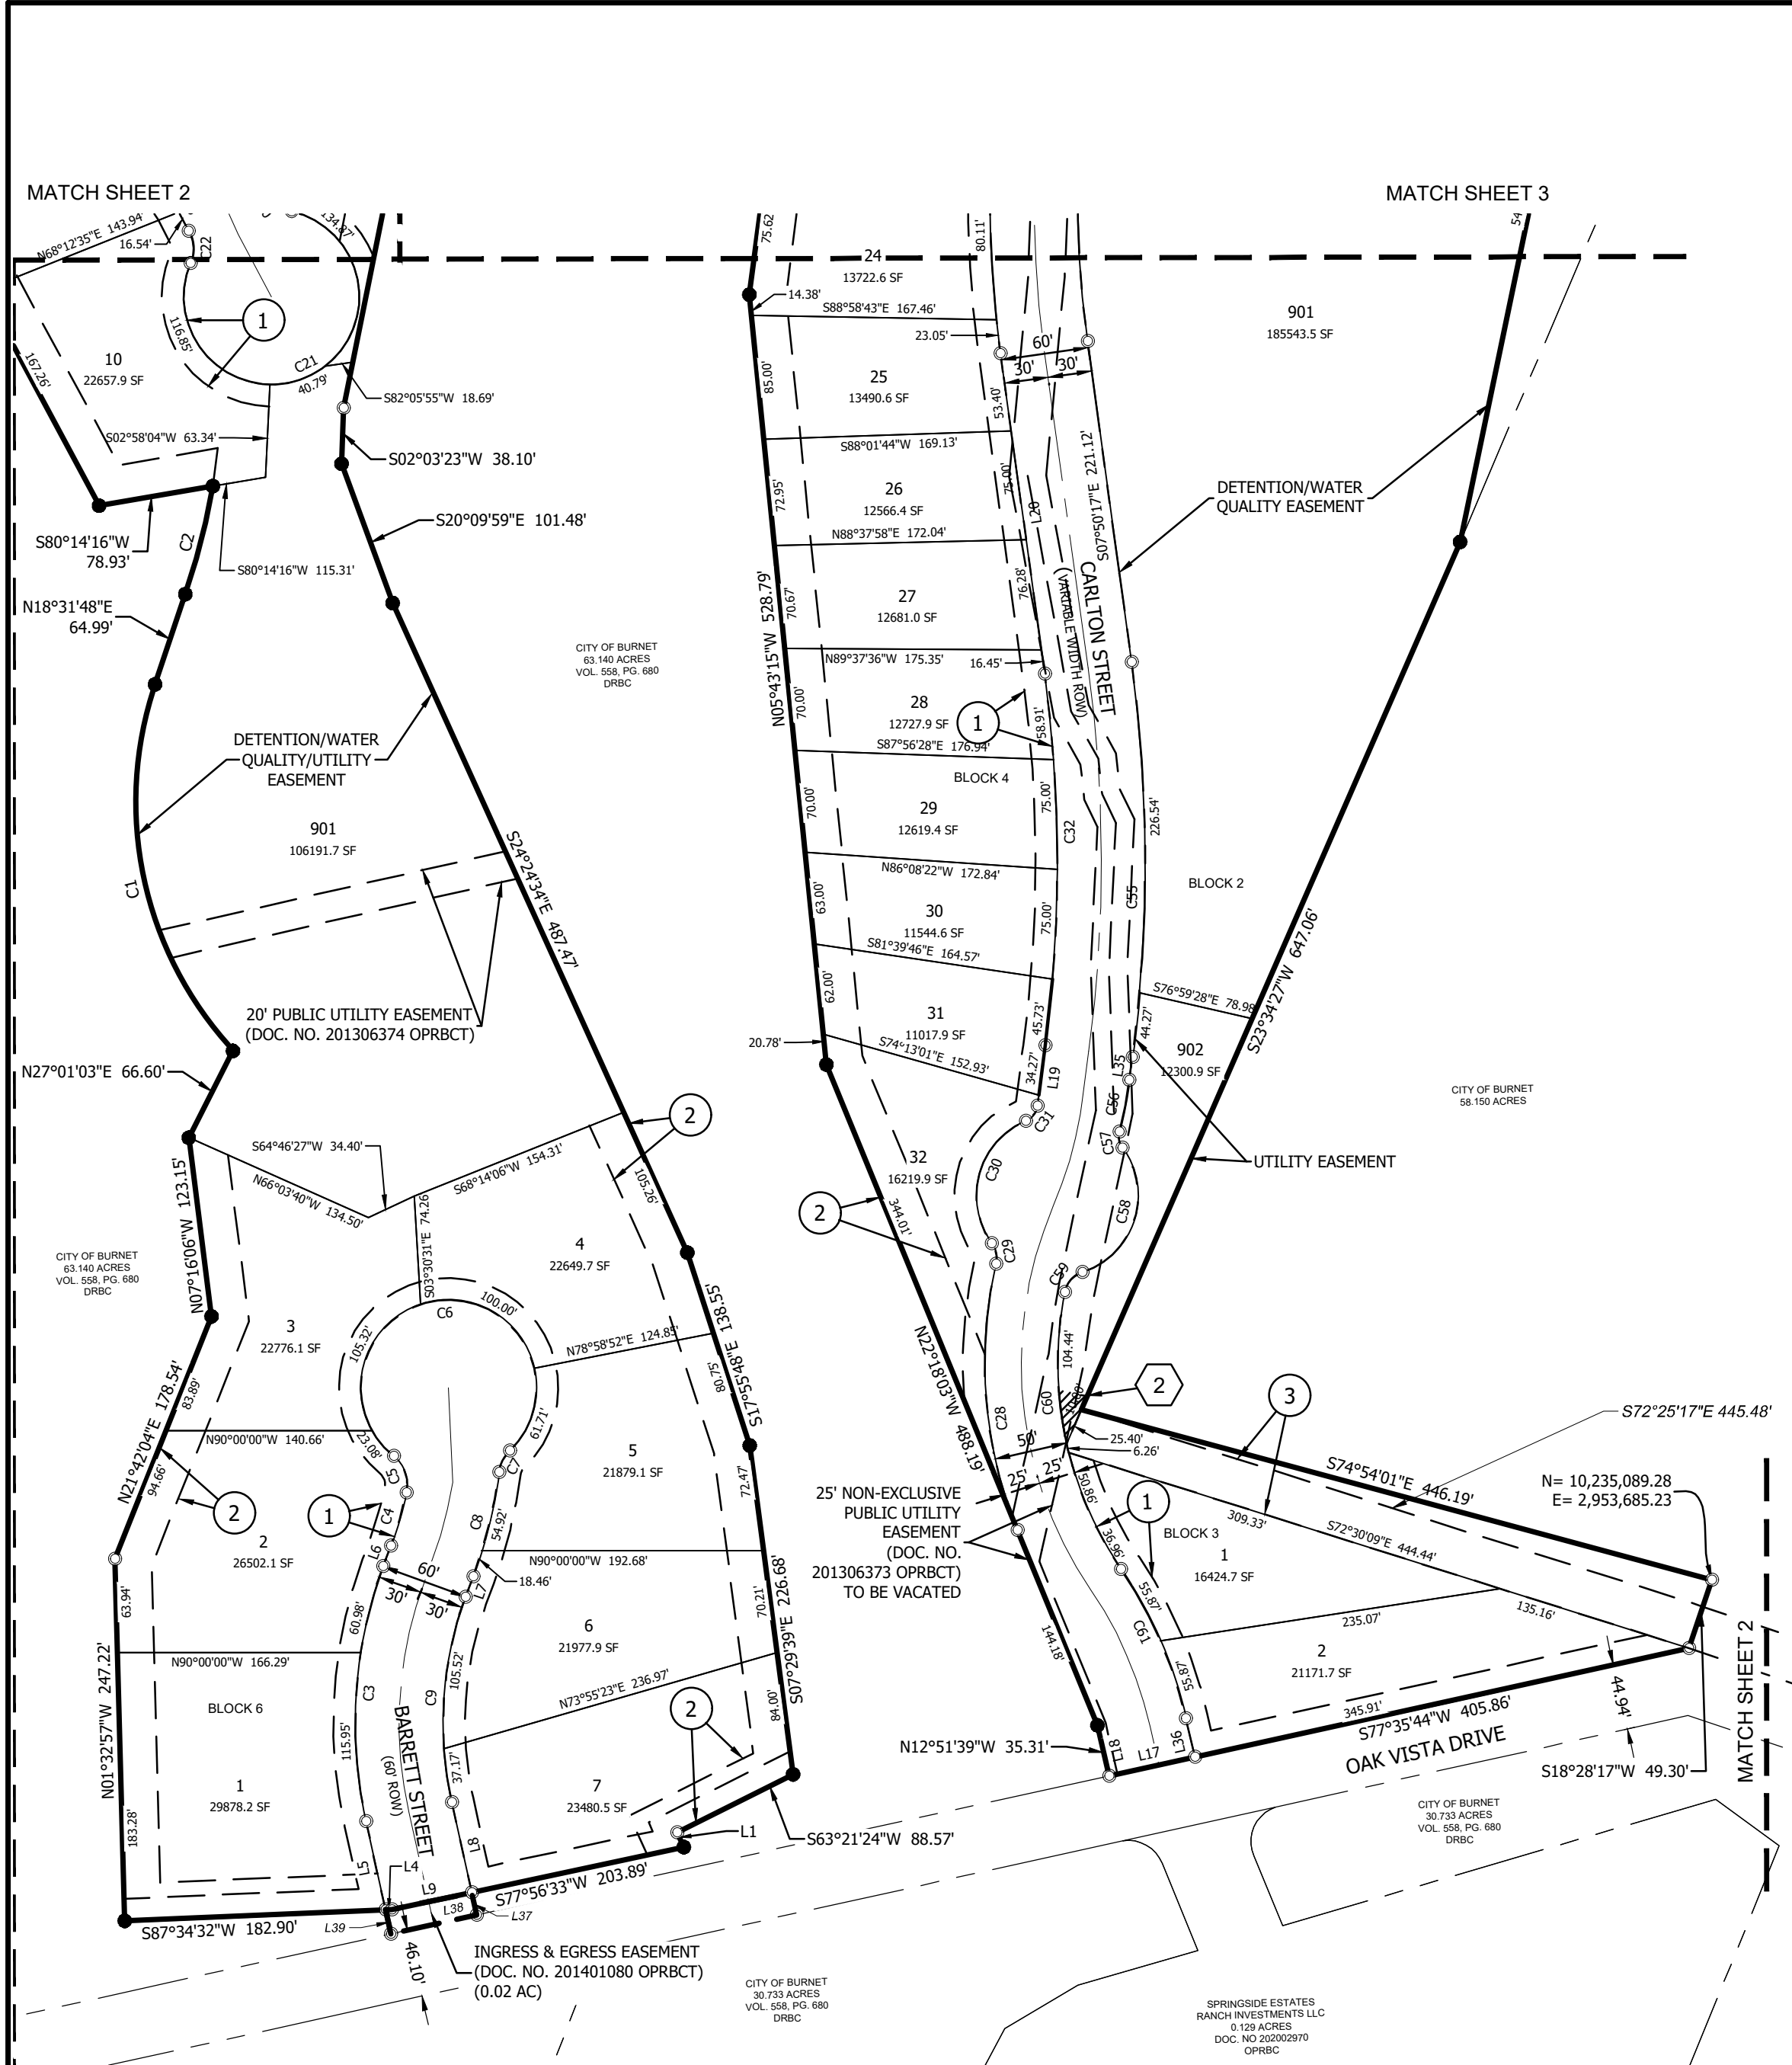 MATCH SHEET 2
MATCH SHEET 3
N68°12'35"E 143.94'
16.54'
C22
134.87'
116.85'
1
10
22657.9 SF
167.26'
C21
40.79'
S82°05'55"W 18.69'
S02°58'04"W 63.34'
S02°03'23"W 38.10'
S20°09'59"E 101.48'
S80°14'16"W
78.93'
C2
S80°14'16"W 115.31'
N18°31'48"E
64.99'
CITY OF BURNET
63.140 ACRES
VOL. 558, PG. 680
DRBC
DETENTION/WATER
QUALITY/UTILITY
EASEMENT
901
106191.7 SF
C1
S24°24'34"E 487.47'
20' PUBLIC UTILITY EASEMENT
(DOC. NO. 201306374 OPRBCT)
N27°01'03"E 66.60'
S64°46'27"W 34.40'
N66°03'40"W 134.50'
S68°14'06"W 154.31'
2
105.26'
N07°16'06"W 123.15'
S03°30'31"E 74.26
CITY OF BURNET
63.140 ACRES
VOL. 558, PG. 680
DRBC
4
22649.7 SF
3
22776.1 SF
C6
100.00'
105.32'
N78°58'52"E 124.85'
S17°55'48"E 138.55'
80.75'
N21°42'04"E 178.54'
83.89'
94.66'
N90°00'00"W 140.66'
23.08'
C5
61.71'
C7
5
21879.1 SF
72.47'
2
1
C4
2
26502.1 SF
L6
C8
54.92'
N90°00'00"W 192.68'
18.46'
60'
30'
30'
L7
63.94'
60.98'
70.21'
S07°29'39"E 226.68'
6
21977.9 SF
N90°00'00"W 166.29'
105.52'
C3
C9
N73°55'23"E 236.97'
84.00'
BLOCK 6
N01°32'57"W 247.22'
BARRETT STREET
(60' ROW)
115.95'
37.17'
2
1
29878.2 SF
7
23480.5 SF
183.28'
L5
L8
L4
L9
L1
S63°21'24"W 88.57'
S77°56'33"W 203.89'
S87°34'32"W 182.90'
L39
L38
L37
46.10'
INGRESS & EGRESS EASEMENT
(DOC. NO. 201401080 OPRBCT)
(0.02 AC)
CITY OF BURNET
30.733 ACRES
VOL. 558, PG. 680
DRBC
75.62
80.11'
54
24
13722.6 SF
14.38'
S88°58'43"E 167.46'
23.05'
60'
30'
30'
901
185543.5 SF
85.00'
25
13490.6 SF
53.40'
S88°01'44"W 169.13'
72.95'
26
12566.4 SF
75.00'
L20
S07°50'17"E 221.12'
DETENTION/WATER
QUALITY EASEMENT
N88°37'58"E 172.04'
N05°43'15"W 528.79'
70.67'
27
12681.0 SF
76.28'
CARLTON STREET
(VARIABLE WIDTH ROW)
N89°37'36"W 175.35'
16.45'
70.00'
28
12727.9 SF
1
58.91'
S87°56'28"E 176.94'
BLOCK 4
70.00'
29
12619.4 SF
75.00'
C32
226.54'
N86°08'22"W 172.84'
C55
BLOCK 2
63.00'
30
11544.6 SF
75.00'
S81°39'46"E 164.57'
S23°34'27"W 647.06'
S76°59'28"E 78.98
62.00'
31
11017.9 SF
45.73'
44.27'
20.78'
S74°13'01"E 152.93'
34.27'
L19
L35
902
12300.9 SF
CITY OF BURNET
58.150 ACRES
C31
C56
C57
32
16219.9 SF
C30
UTILITY EASEMENT
2
344.01'
C58
C29
C59
N22°18'03"W 488.19'
104.44'
C28
C60
2
3
50'
25.40'
6.26'
S72°25'17"E 445.48'
25'
25'
S74°54'01"E 446.19'
N= 10,235,089.28
E= 2,953,685.23
25' NON-EXCLUSIVE
PUBLIC UTILITY
EASEMENT
(DOC. NO.
201306373 OPRBCT)
TO BE VACATED
50.86'
1
BLOCK 3
309.33'
S72°30'09"E 444.44'
36.96'
1
16424.7 SF
55.87'
135.16'
235.07'
144.18'
C61
2
21171.7 SF
55.87'
44.94'
MATCH SHEET 2
345.91'
N12°51'39"W 35.31'
L18
L17
L36
S77°35'44"W 405.86'
OAK VISTA DRIVE
S18°28'17"W 49.30'
CITY OF BURNET
30.733 ACRES
VOL. 558, PG. 680
DRBC
SPRINGSIDE ESTATES
RANCH INVESTMENTS LLC
0.129 ACRES
DOC. NO 202002970
OPRBC